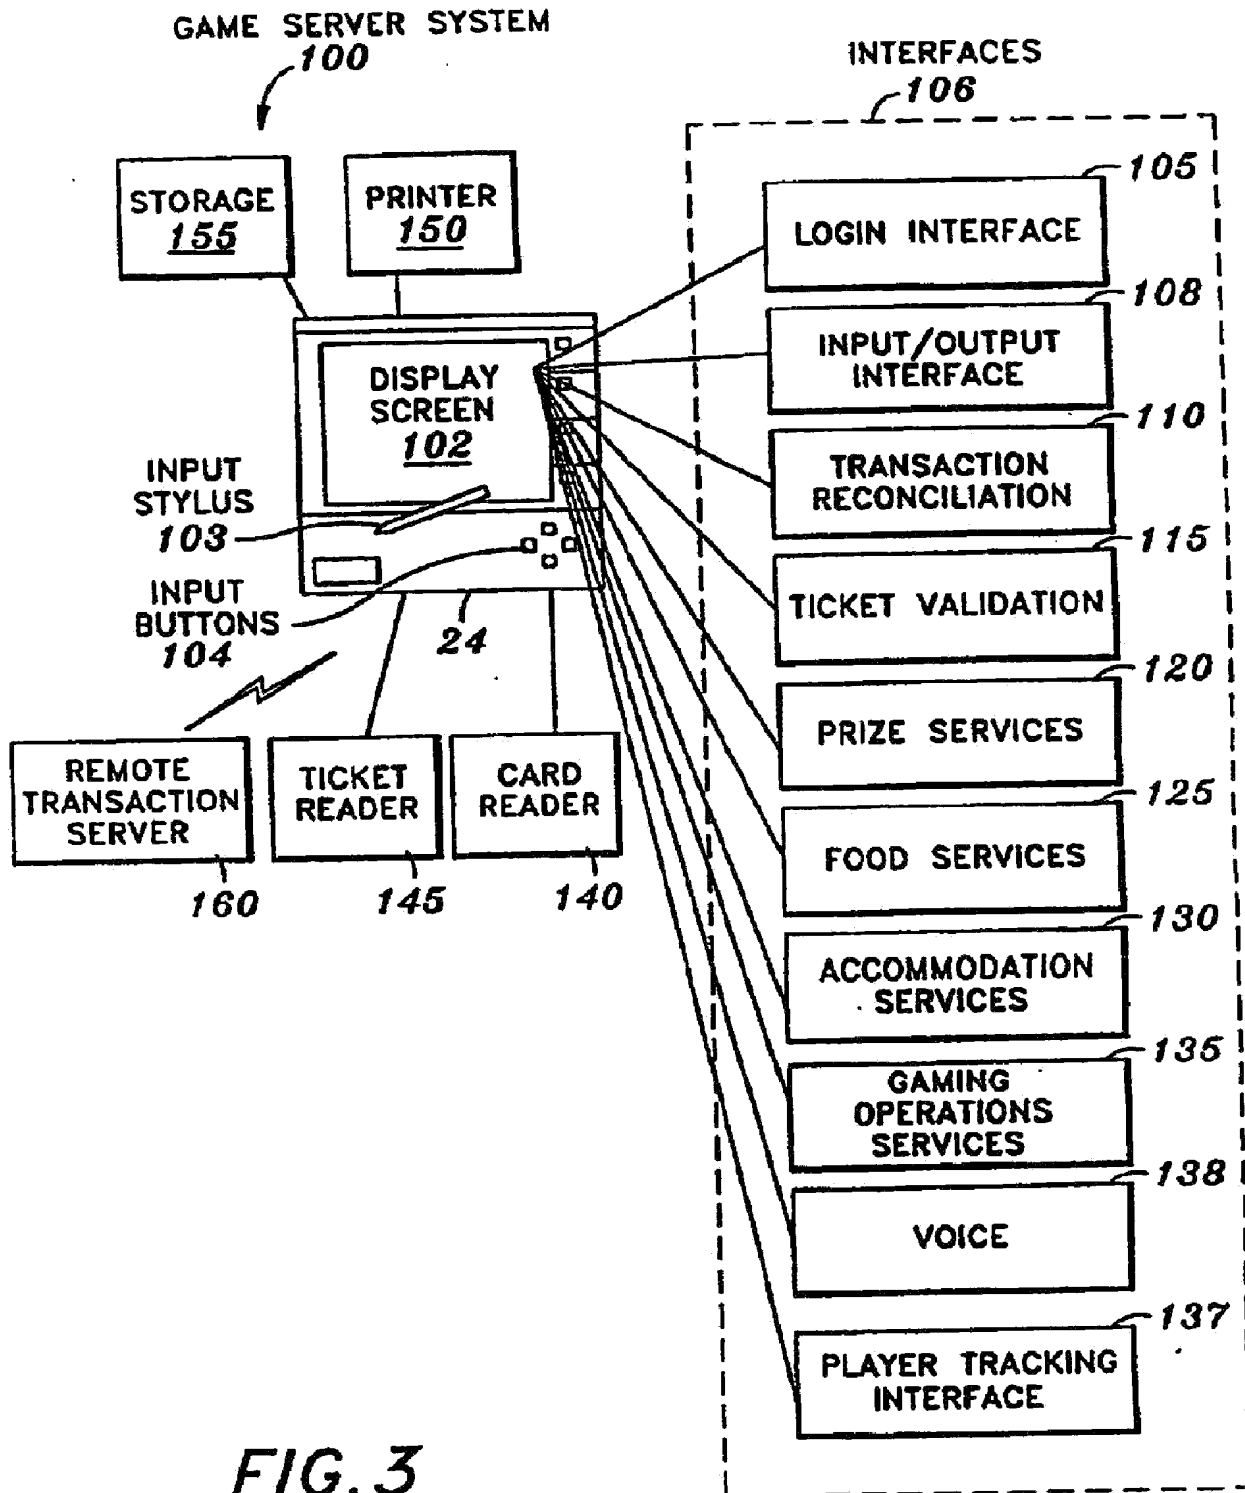 GAME SERVER SYSTEM
100
INTERFACES
106
STORAGE
155
PRINTER
150
105
LOGIN INTERFACE
108
INPUT/OUTPUT
INTERFACE
DISPLAY
SCREEN
102
110
TRANSACTION
RECONCILIATION
INPUT
STYLUS
103
115
TICKET VALIDATION
INPUT
BUTTONS
104
24
120
PRIZE SERVICES
REMOTE
TRANSACTION
SERVER
160
TICKET
READER
145
CARD
READER
140
125
FOOD SERVICES
130
ACCOMMODATION
SERVICES
135
GAMING
OPERATIONS
SERVICES
138
VOICE
137
PLAYER TRACKING
INTERFACE
FIG. 3